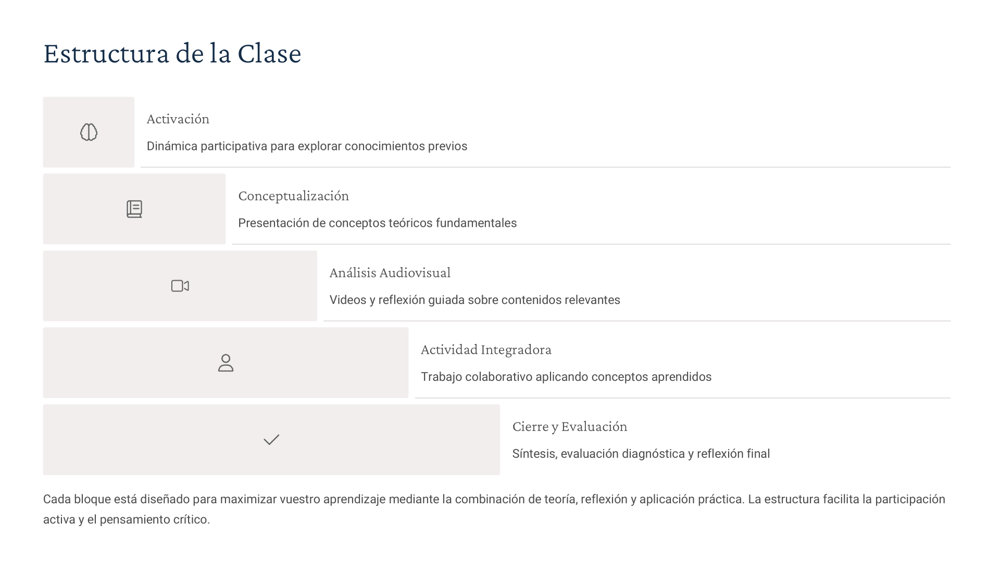 Estructura de la Clase
Activación
Dinámica participativa para explorar conocimientos previos
Conceptualización
Presentación de conceptos teóricos fundamentales
Análisis Audiovisual
Videos y reflexión guiada sobre contenidos relevantes
Actividad Integradora
Trabajo colaborativo aplicando conceptos aprendidos
Cierre y Evaluación
Síntesis, evaluación diagnóstica y reflexión final
Cada bloque está diseñado para maximizar vuestro aprendizaje mediante la combinación de teoría, reflexión y aplicación práctica. La estructura facilita la participación
activa y el pensamiento crítico.